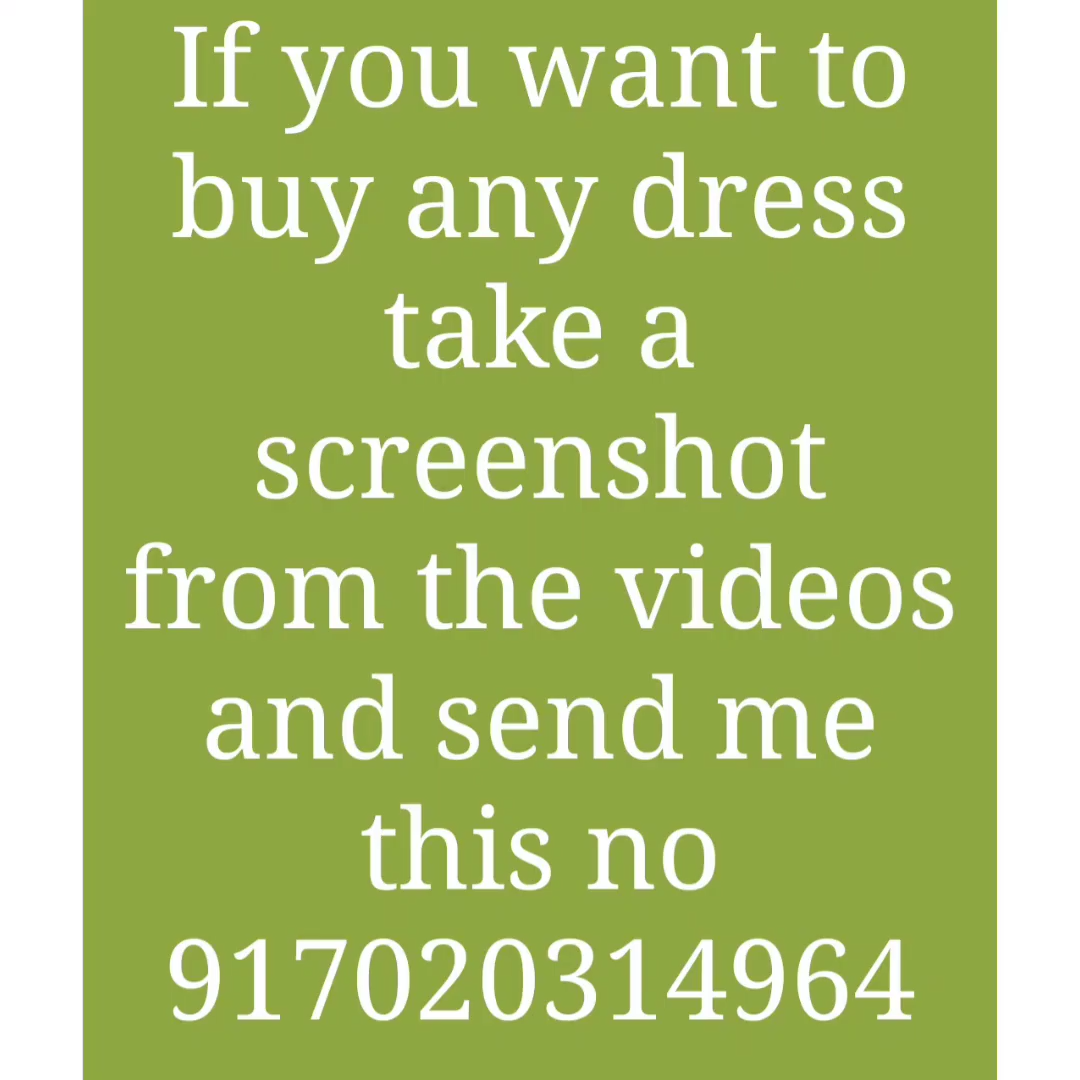 If you want to
buy any dress
take a
screenshot
from the videos
and send me
this no
917020314964